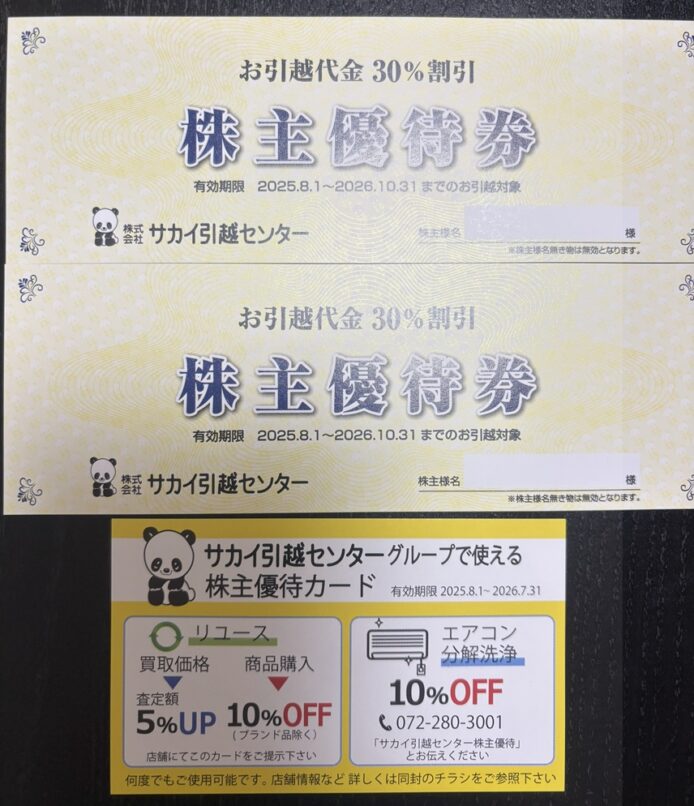 お引越代金 30%割引
株主優待券
有効期限 2025.8.1～2026.10.31 までのお引越対象
株式会社 サカイ引越センター
株主様名 様
※株主様名無き物は無効となります。
お引越代金 30%割引
株主優待券
有効期限 2025.8.1～2026.10.31 までのお引越対象
株式会社 サカイ引越センター
株主様名 様
※株主様名無き物は無効となります。
サカイ引越センターグループで使える
株主優待カード 有効期限 2025.8.1~2026.7.31
リユース
買取価格 商品購入
査定額
5%UP 10%OFF
(ブランド品除く)
店舗にてこのカードをご提示下さい
エアコン
分解洗浄
10%OFF
072-280-3001
「サカイ引越センター株主優待」
とお伝えください
何度でもご使用可能です。店舗情報など 詳しくは同封のチラシをご参照下さい